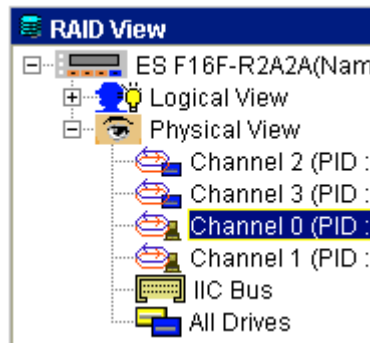 RAID View
ES F16F-R2A2A(Nam
Logical View
Physical View
Channel 2 (PID :
Channel 3 (PID :
Channel 0 (PID :
Channel 1 (PID :
IIC Bus
All Drives